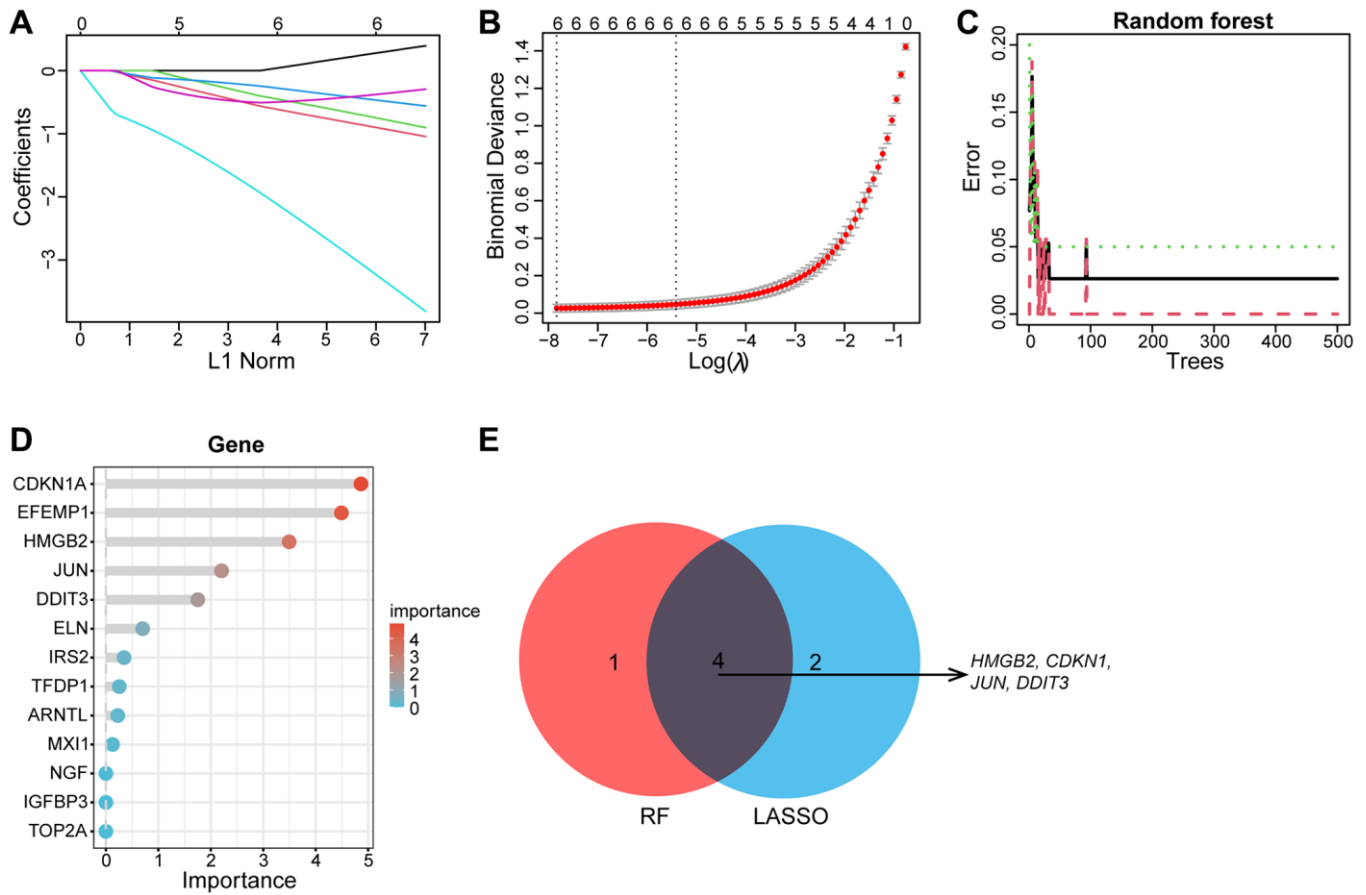 A
0 5 6 6
Coefficients
0
−1
−2
−3
0 1 2 3 4 5 6 7
L1 Norm
B
6 6 6 6 6 6 6 6 6 6 5 5 5 5 5 4 4 1 0
Binomial Deviance
1.4
1.2
1.0
0.8
0.6
0.4
0.2
0.0
−8 −7 −6 −5 −4 −3 −2 −1
Log(λ)
C
Random forest
Error
0.20
0.15
0.10
0.05
0.00
0 100 200 300 400 500
Trees
D
Gene
CDKN1A
EFEMP1
HMGB2
JUN
DDIT3
ELN
IRS2
TFDP1
ARNTL
MXI1
NGF
IGFBP3
TOP2A
0 1 2 3 4 5
Importance
importance
4
3
2
1
0
E
1 4 2
HMGB2, CDKN1,
JUN, DDIT3
RF LASSO